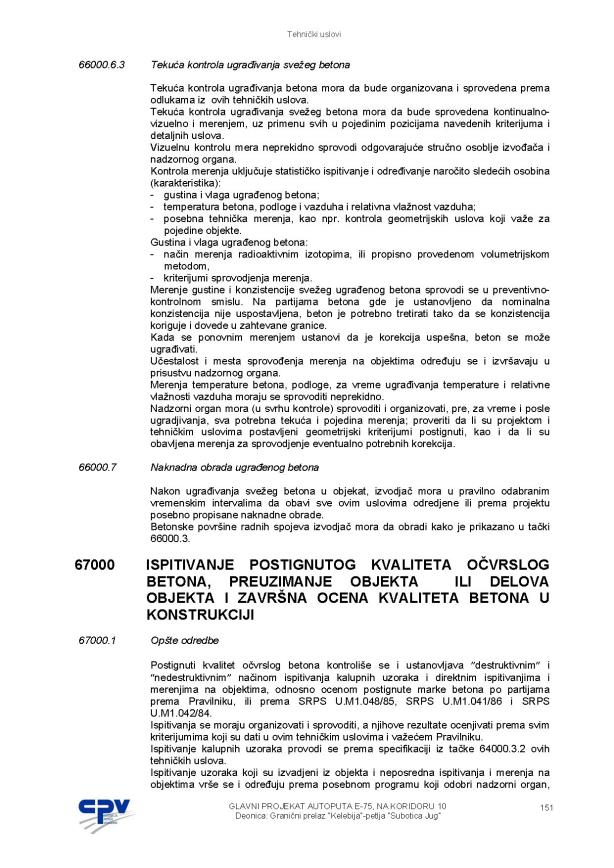 Tehnički uslovi
66000.6.3 Tekuća kontrola ugrađivanja svežeg betona
Tekuća kontrola ugrađivanja betona mora da bude organizovana i sprovedena prema
odlukama iz ovih tehničkih uslova.
Tekuća kontrola ugrađivanja svežeg betona mora da bude sprovedena kontinualno-
vizuelno i merenjem, uz primenu svih u pojedinim pozicijama navedenih kriterijuma i
detaljnih uslova.
Vizuelnu kontrolu mera neprekidno sprovodi odgovarajuće stručno osoblje izvođača i
nadzornog organa.
Kontrola merenja uključuje statističko ispitivanje i određivanje naročito sledećih osobina
(karakteristika):
- gustina i vlaga ugrađenog betona;
- temperatura betona, podloge i vazduha i relativna vlažnost vazduha;
- posebna tehnička merenja, kao npr. kontrola geometrijskih uslova koji važe za
pojedine objekte.
Gustina i vlaga ugrađenog betona:
- način merenja radioaktivnim izotopima, ili propisno provedenom volumetrijskom
metodom,
- kriterijumi sprovodjenja merenja.
Merenje gustine i konzistencije svežeg ugrađenog betona sprovodi se u preventivno-
kontrolnom smislu. Na partijama betona gde je ustanovljeno da nominalna
konzistencija nije uspostavljena, beton je potrebno tretirati tako da se konzistencija
koriguje i dovede u zahtevane granice.
Kada se ponovnim merenjem ustanovi da je korekcija uspešna, beton se može
ugrađivati.
Učestalost i mesta sprovođenja merenja na objektima određuju se i izvršavaju u
prisustvu nadzornog organa.
Merenja temperature betona, podloge, za vreme ugrađivanja temperature i relativne
vlažnosti vazduha moraju se sprovoditi neprekidno.
Nadzorni organ mora (u svrhu kontrole) sprovoditi i organizovati, pre, za vreme i posle
ugradjivanja, sva potrebna tekuća i pojedina merenja; proveriti da li su projektom i
tehničkim uslovima postavljeni geometrijski kriterijumi postignuti, kao i da li su
obavljena merenja za sprovodjenje eventualno potrebnih korekcija.
66000.7 Naknadna obrada ugrađenog betona
Nakon ugrađivanja svežeg betona u objekat, izvodjač mora u pravilno odabranim
vremenskim intervalima da obavi sve ovim uslovima odredjene ili prema projektu
posebno propisane naknadne obrade.
Betonske površine radnih spojeva izvodjač mora da obradi kako je prikazano u tački
66000.3.
67000 ISPITIVANJE POSTIGNUTOG KVALITETA OČVRSLOG
BETONA, PREUZIMANJE OBJEKTA ILI DELOVA
OBJEKTA I ZAVRŠNA OCENA KVALITETA BETONA U
KONSTRUKCIJI
67000.1 Opšte odredbe
Postignuti kvalitet očvrslog betona kontroliše se i ustanovljava "destruktivnim" i
"nedestruktivnim" načinom ispitivanja kalupnih uzoraka i direktnim ispitivanjima i
merenjima na objektima, odnosno ocenom postignute marke betona po partijama
prema Pravilniku, ili prema SRPS U.M1.048/85, SRPS U.M1.041/86 i SRPS
U.M1.042/84.
Ispitivanja se moraju organizovati i sprovoditi, a njihove rezultate ocenjivati prema svim
kriterijumima koji su dati u ovim tehničkim uslovima i važećem Pravilniku.
Ispitivanje kalupnih uzoraka provodi se prema specifikaciji iz tačke 64000.3.2 ovih
tehničkih uslova.
Ispitivanje uzoraka koji su izvadjeni iz objekta i neposredna ispitivanja i merenja na
objektima vrše se i određuju prema posebnom programu koji odobri nadzorni organ,
CPV
GLAVNI PROJEKAT AUTOPUTA E-75, NA KORIDORU 10
Deonica: Granični prelaz "Kelebija"-petlja "Subotica Jug"
151